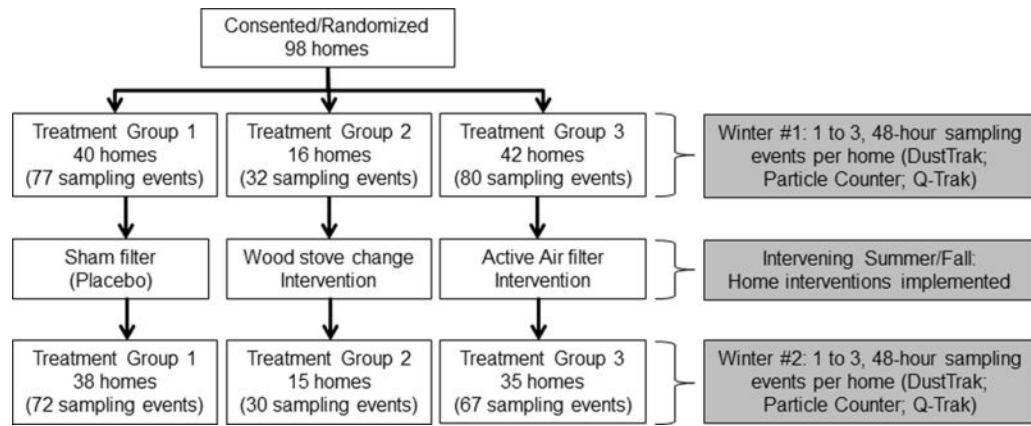 Consented/Randomized
98 homes
Treatment Group 1
40 homes
(77 sampling events)
Treatment Group 2
16 homes
(32 sampling events)
Treatment Group 3
42 homes
(80 sampling events)
Winter #1: 1 to 3, 48-hour sampling
events per home (DustTrak;
Particle Counter; Q-Trak)
Sham filter
(Placebo)
Wood stove change
Intervention
Active Air filter
Intervention
Intervening Summer/Fall:
Home interventions implemented
Treatment Group 1
38 homes
(72 sampling events)
Treatment Group 2
15 homes
(30 sampling events)
Treatment Group 3
35 homes
(67 sampling events)
Winter #2: 1 to 3, 48-hour sampling
events per home (DustTrak;
Particle Counter; Q-Trak)